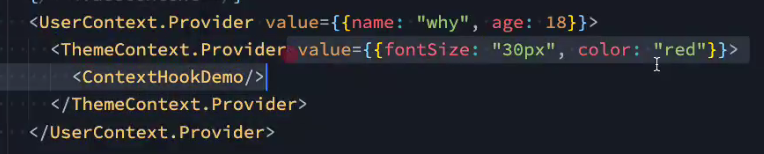 <UserContext.Provider value={{name: "why", age: 18}}>
<ThemeContext.Provider value={{fontSize: "30px", color: "red"}}>
<ContextHookDemo/>
</ThemeContext.Provider>
</UserContext.Provider>